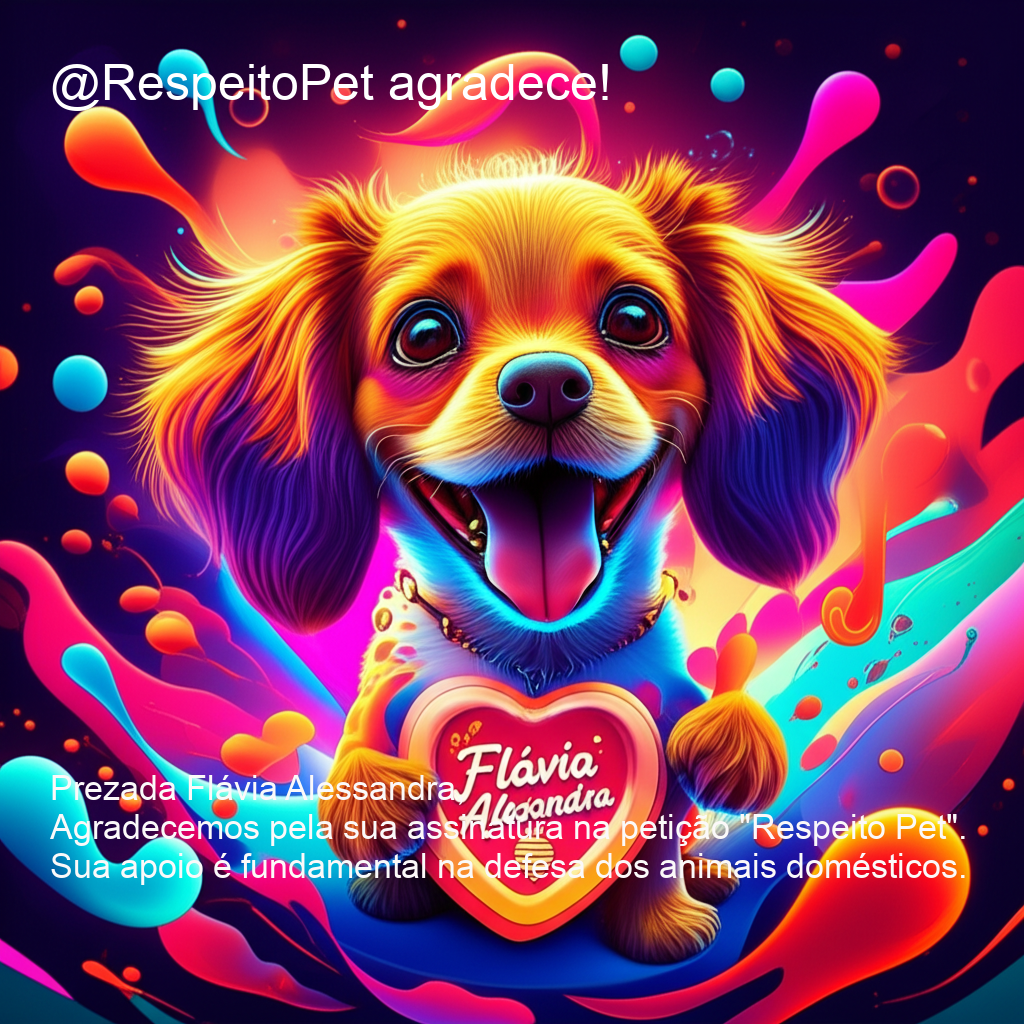 @RespeitoPet agradece!
Flávia
Alesandra
Prezada Flávia Alessandra,
Agradecemos pela sua assinatura na petição "Respeito Pet".
Sua apoio é fundamental na defesa dos animais domésticos.